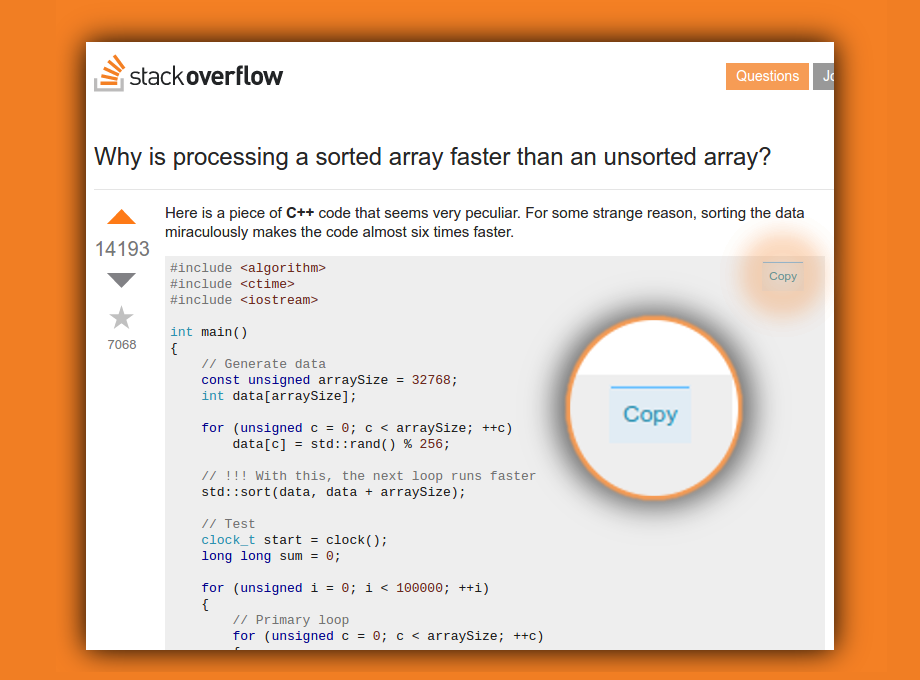 stackoverflow
Questions
Why is processing a sorted array faster than an unsorted array?
14193
7068
Here is a piece of C++ code that seems very peculiar. For some strange reason, sorting the data
miraculously makes the code almost six times faster.
Copy
#include <algorithm>
#include <ctime>
#include <iostream>
int main()
{
    // Generate data
    const unsigned arraySize = 32768;
    int data[arraySize];
    for (unsigned c = 0; c < arraySize; ++c)
        data[c] = std::rand() % 256;
    // !!! With this, the next loop runs faster
    std::sort(data, data + arraySize);
    // Test
    clock_t start = clock();
    long long sum = 0;
    for (unsigned i = 0; i < 100000; ++i)
    {
        // Primary loop
        for (unsigned c = 0; c < arraySize; ++c)
Copy